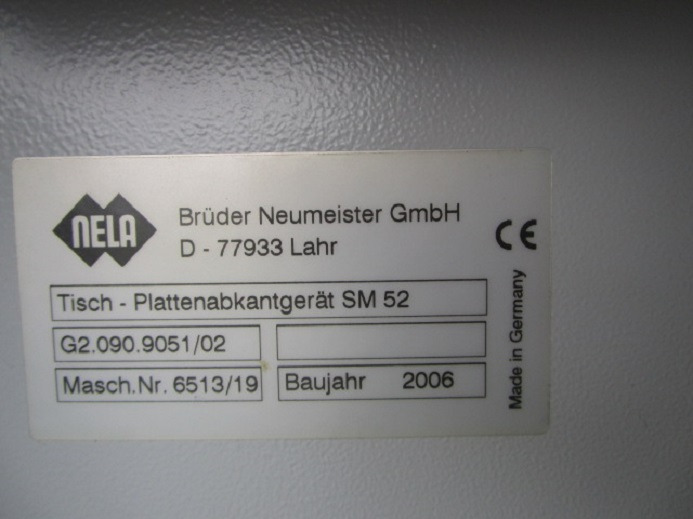 NELA
Brüder Neumeister GmbH
D - 77933 Lahr
CE
Tisch - Plattenabkantgerät SM 52
G2.090.9051/02
Masch.Nr. 6513/19 Baujahr 2006
Made in Germany